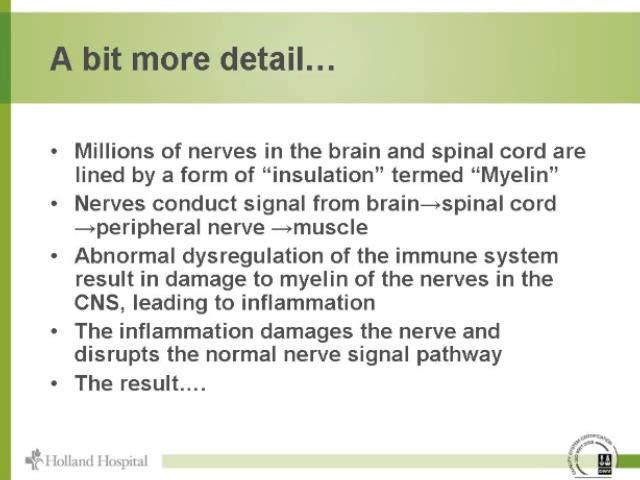 A bit more detail…
• Millions of nerves in the brain and spinal cord are
lined by a form of “insulation” termed “Myelin”
• Nerves conduct signal from brain→spinal cord
→peripheral nerve →muscle
• Abnormal dysregulation of the immune system
result in damage to myelin of the nerves in the
CNS, leading to inflammation
• The inflammation damages the nerve and
disrupts the normal nerve signal pathway
• The result….
Holland Hospital